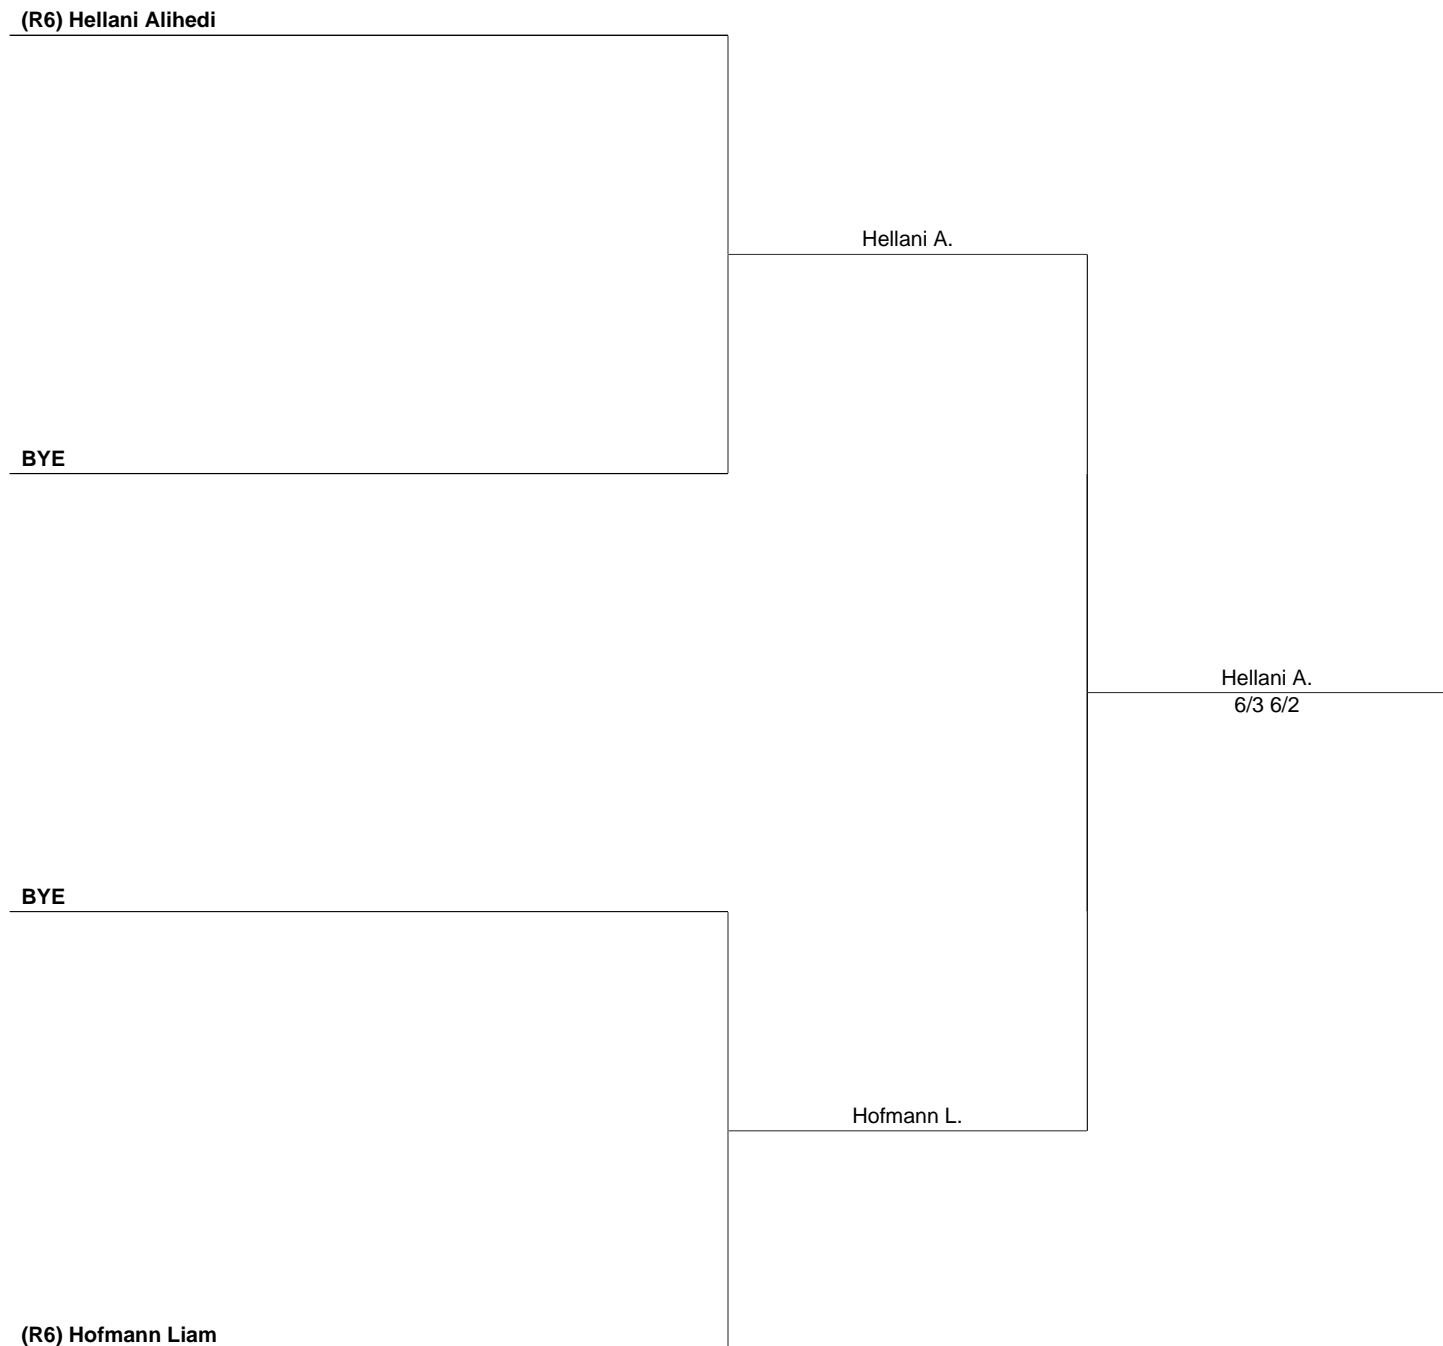 (R6) Hellani Alihedi
Hellani A.
BYE
Hellani A.
6/3 6/2
BYE
Hofmann L.
(R6) Hofmann Liam